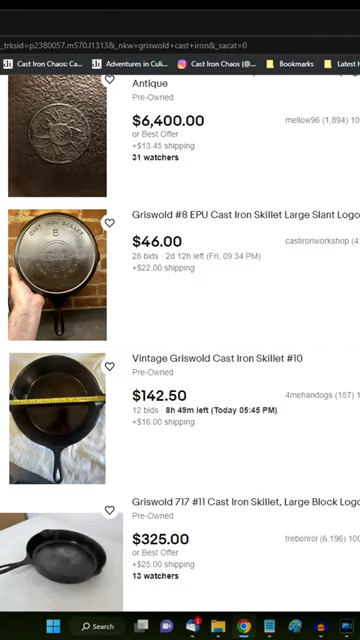 _trksid=p2380057.m570.l1313&_nkw=griswold+cast+iron&_sacat=0
Cast Iron Chaos: Ca...
Adventures in Culi...
Cast Iron Chaos (@...
Bookmarks
Latest H
Antique
Pre-Owned
$6,400.00
mellow96 (1,894) 10
or Best Offer
+$13.45 shipping
31 watchers
Griswold #8 EPU Cast Iron Skillet Large Slant Logo
$46.00
castironworkshop (4
28 bids · 2d 12h left (Fri, 09:34 PM)
+$22.00 shipping
CAST IRON SKILLET
8
Vintage Griswold Cast Iron Skillet #10
Pre-Owned
$142.50
4mehandogs (157) 1
12 bids · 8h 49m left (Today 05:45 PM)
+$16.00 shipping
Griswold 717 #11 Cast Iron Skillet, Large Block Logo
Pre-Owned
$325.00
trebonrol (6,196) 100
or Best Offer
+$25.00 shipping
13 watchers
Search